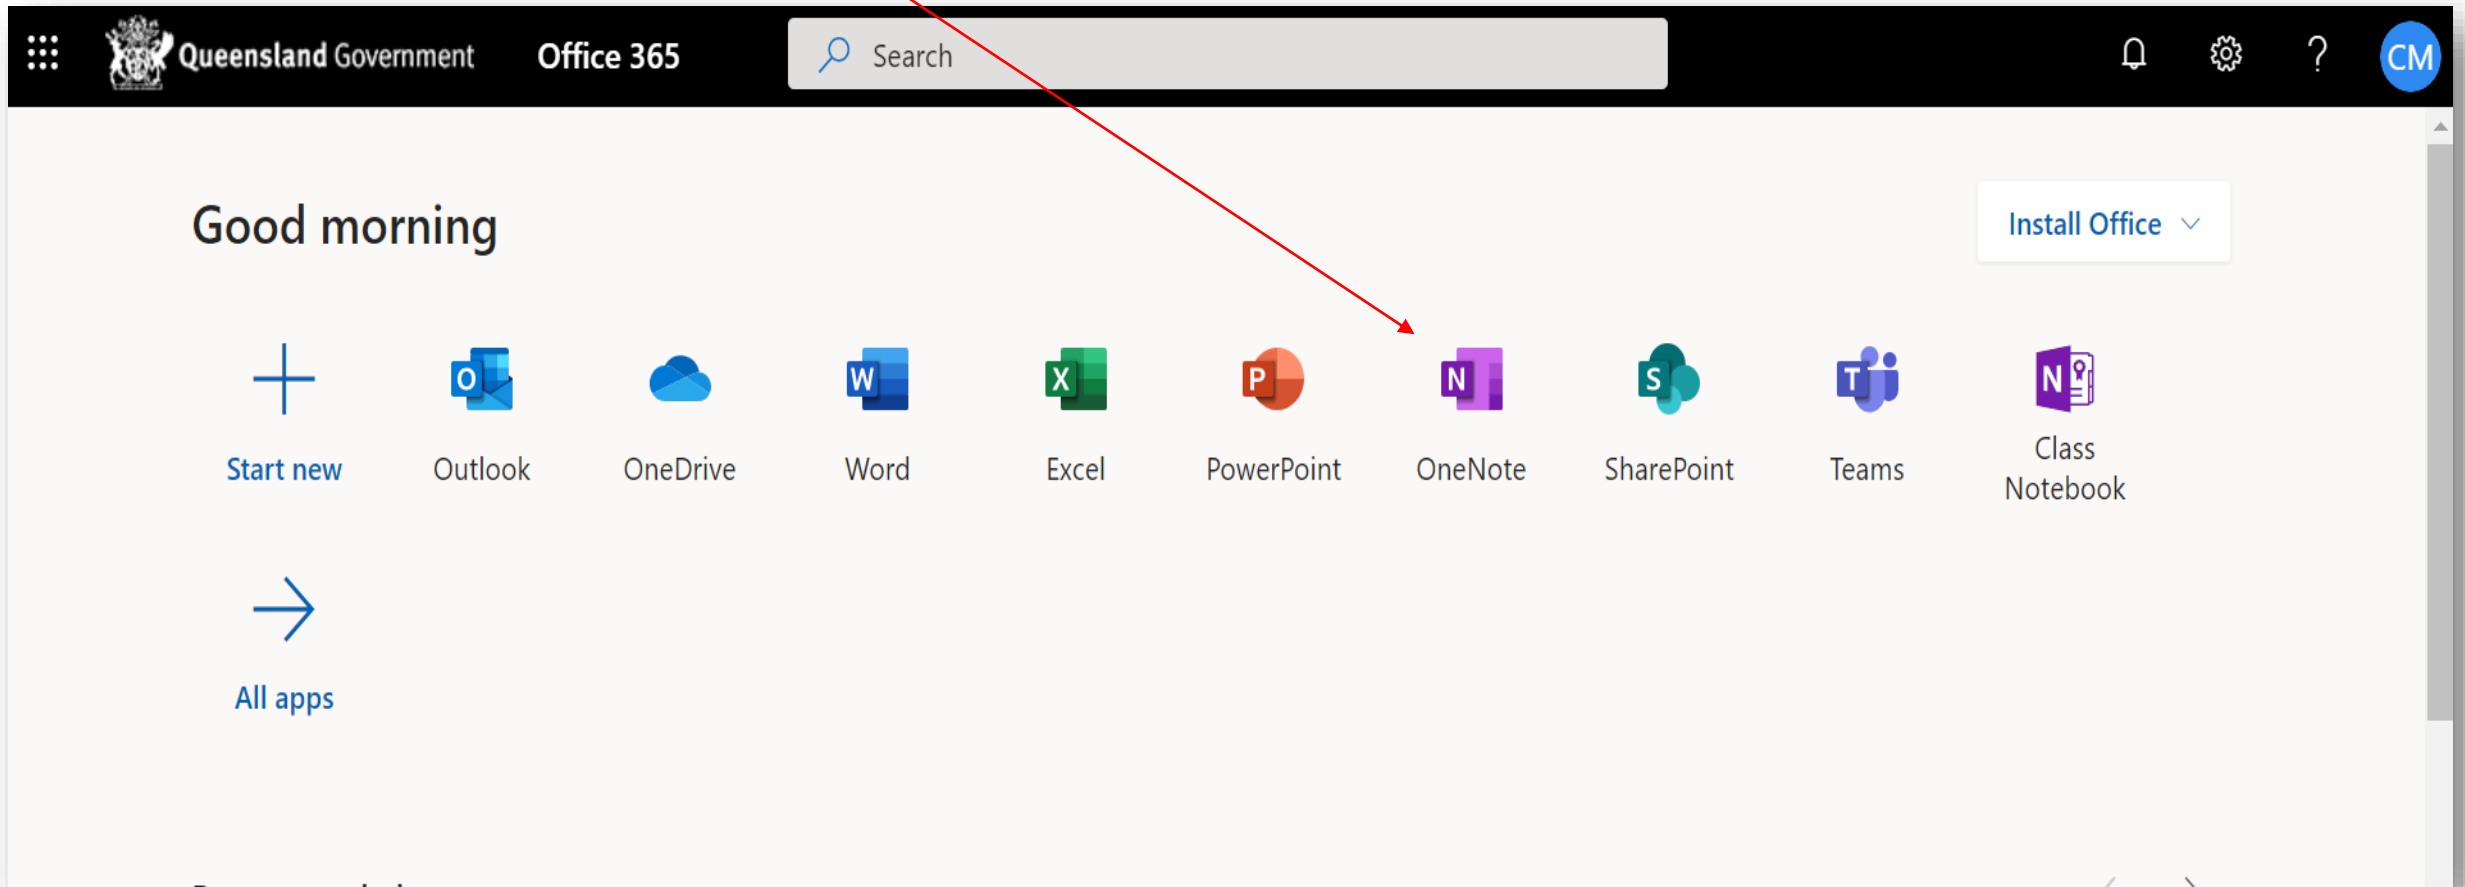 Queensland Government
Office 365
Search
?
CM
Good morning
Install Office
Start new
Outlook
OneDrive
Word
Excel
PowerPoint
OneNote
SharePoint
Teams
Class
Notebook
All apps